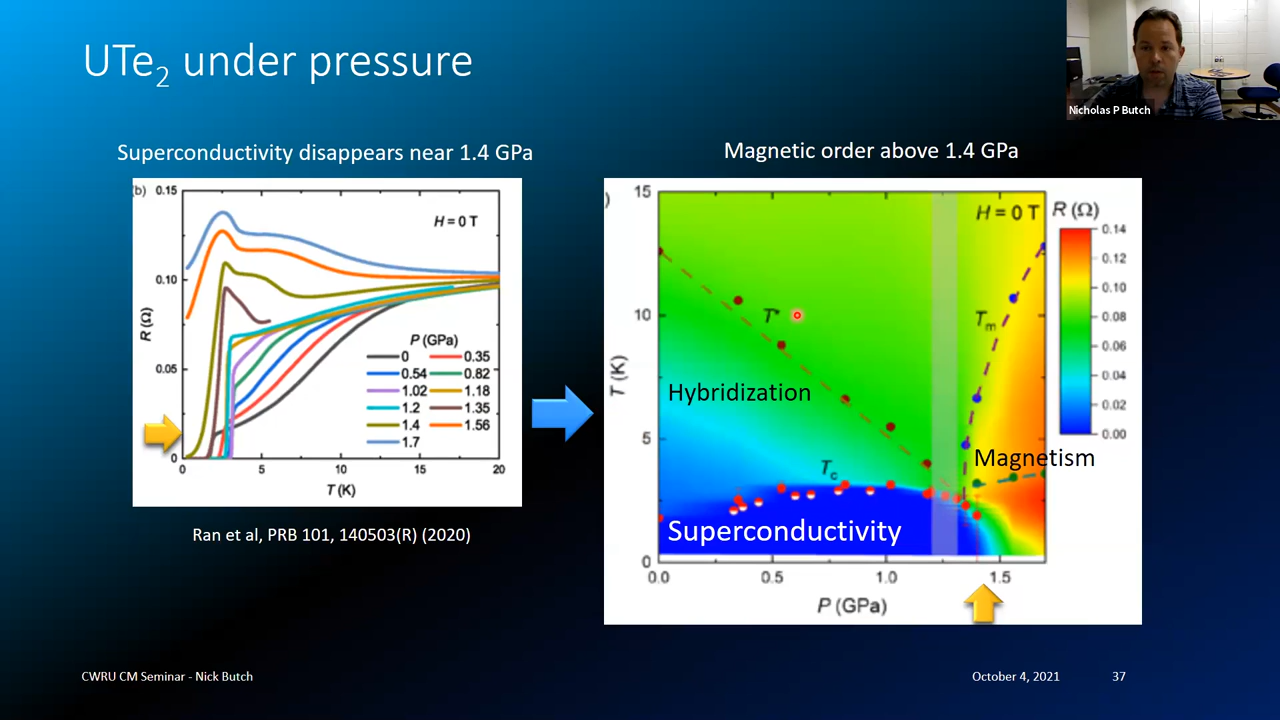 UTe₂ under pressure
Nicholas P Butch
Superconductivity disappears near 1.4 GPa
Magnetic order above 1.4 GPa
(b)
0.15
0.10
0.05
0
H = 0 T
R (Ω)
P (GPa)
0 0.35
0.54 0.82
1.02 1.18
1.2 1.35
1.4 1.56
1.7
0 5 10 15 20
T (K)
Ran et al, PRB 101, 140503(R) (2020)
)
15
10
5
0
T (K)
H = 0 T
R (Ω)
0.14
0.12
0.10
0.08
0.06
0.04
0.02
0.00
T*
Tₘ
Hybridization
Magnetism
T꜀
Superconductivity
0.0 0.5 1.0 1.5
P (GPa)
CWRU CM Seminar - Nick Butch
October 4, 2021
37